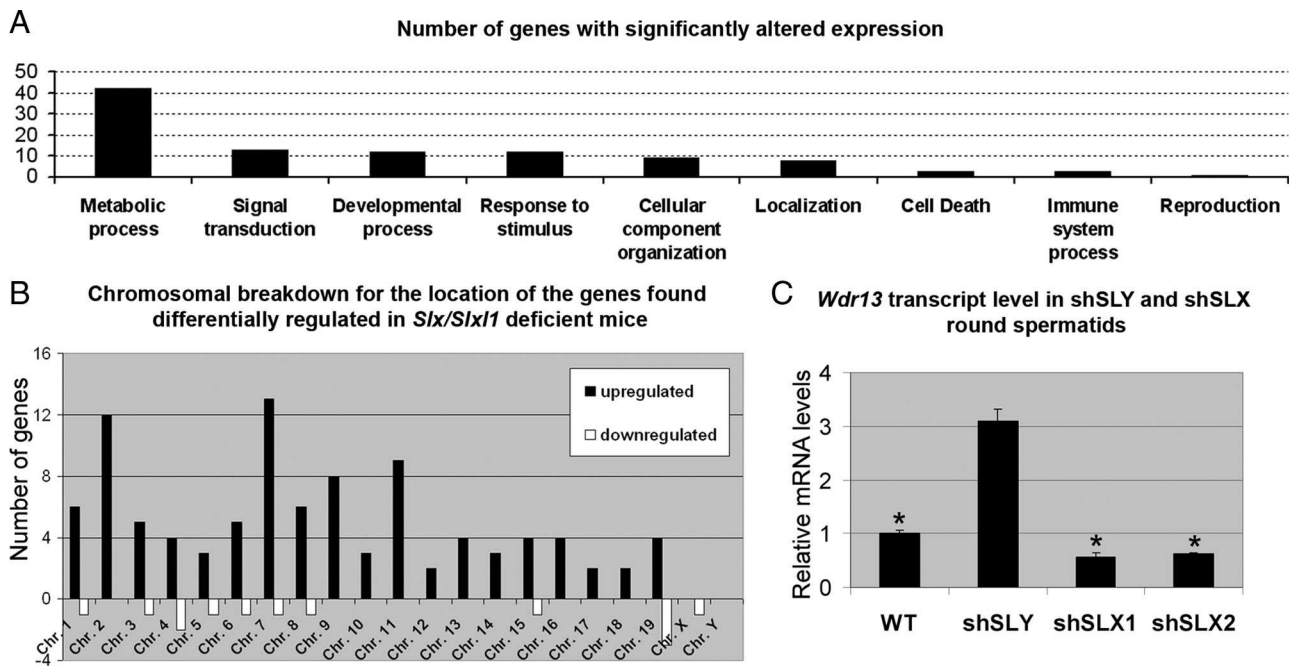 A
Number of genes with significantly altered expression
50
40
30
20
10
0
Metabolic process
Signal transduction
Developmental process
Response to stimulus
Cellular component organization
Localization
Cell Death
Immune system process
Reproduction
B
Chromosomal breakdown for the location of the genes found
differentially regulated in Slx/Slxl1 deficient mice
Number of genes
16
12
8
4
0
-4
upregulated
downregulated
Chr. 1
Chr. 2
Chr. 3
Chr. 4
Chr. 5
Chr. 6
Chr. 7
Chr. 8
Chr. 9
Chr. 10
Chr. 11
Chr. 12
Chr. 13
Chr. 14
Chr. 15
Chr. 16
Chr. 17
Chr. 18
Chr. 19
Chr. X
Chr. Y
C
Wdr13 transcript level in shSLY and shSLX
round spermatids
Relative mRNA levels
4
3
2
1
0
*
*
*
WT
shSLY
shSLX1
shSLX2